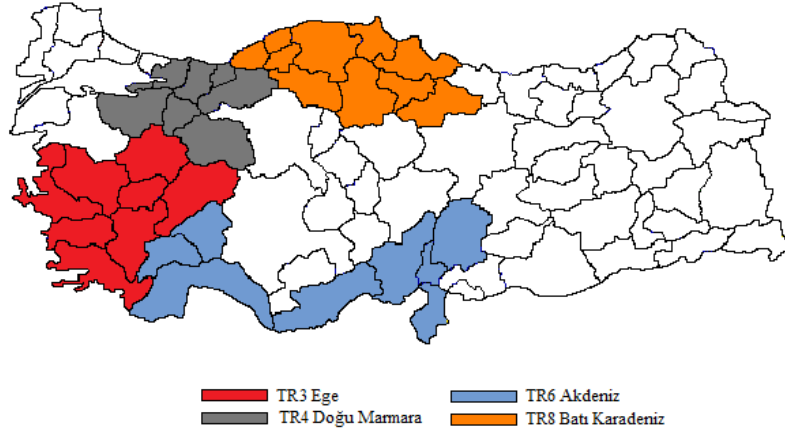 TR3 Ege
TR6 Akdeniz
TR4 Doğu Marmara
TR8 Batı Karadeniz